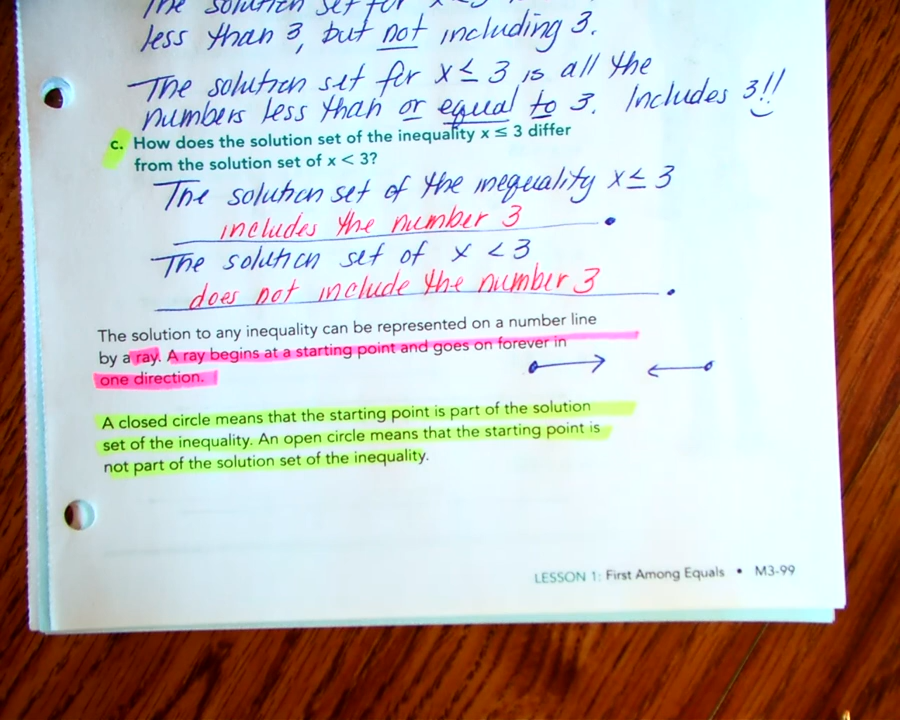 The solution set for x < 3 is
less than 3, but not including 3.
The solution set for x ≤ 3 is all the
numbers less than or equal to 3. Includes 3!!
c. How does the solution set of the inequality x ≤ 3 differ
from the solution set of x < 3?
The solution set of the inequality x ≤ 3
includes the number 3.
The solution set of x < 3
does not include the number 3.
The solution to any inequality can be represented on a number line
by a ray. A ray begins at a starting point and goes on forever in
one direction.
A closed circle means that the starting point is part of the solution
set of the inequality. An open circle means that the starting point is
not part of the solution set of the inequality.
LESSON 1: First Among Equals • M3-99